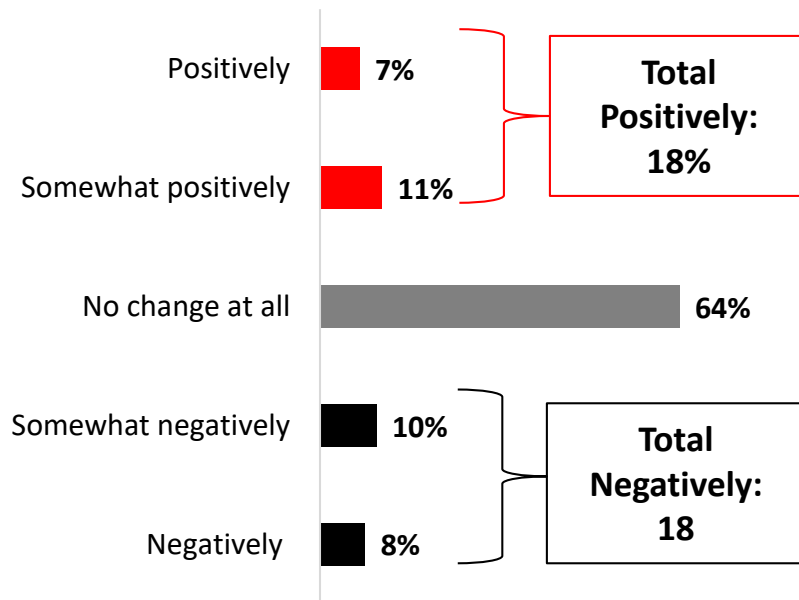 Positively 7%
Somewhat positively 11%
Total
Positively:
18%
No change at all 64%
Somewhat negatively 10%
Negatively 8%
Total
Negatively:
18